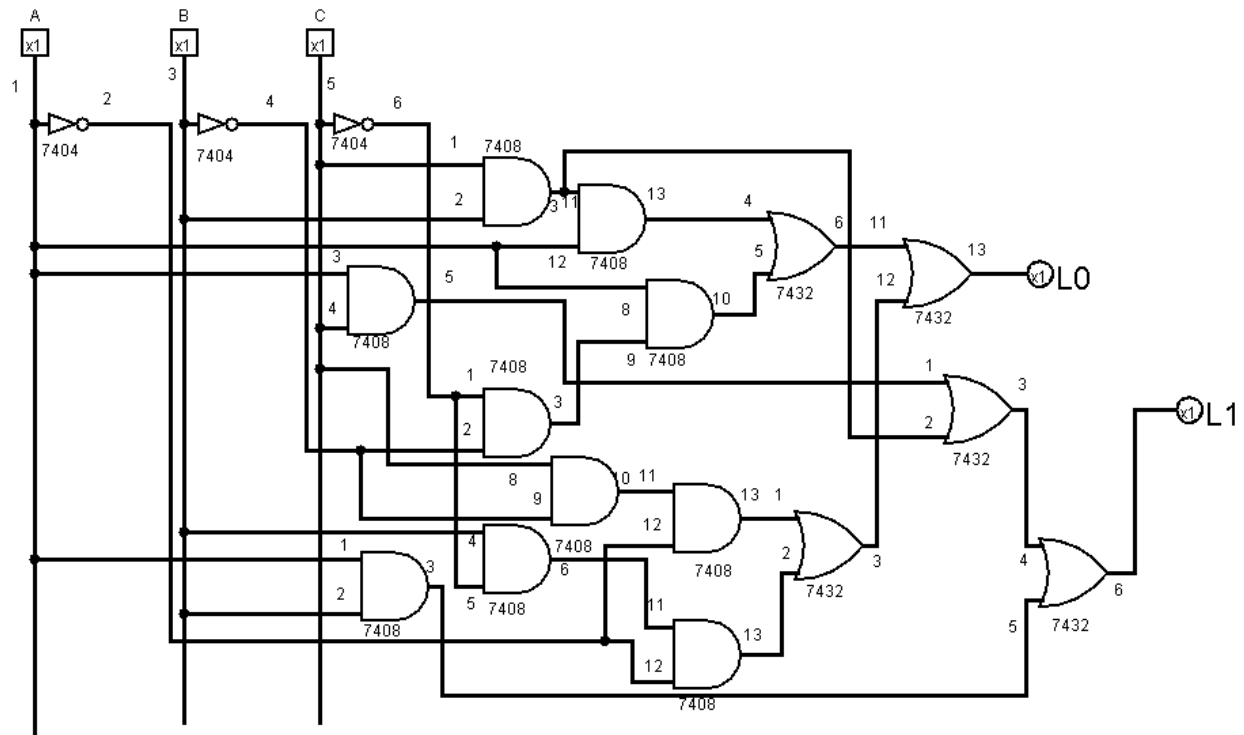 A B C
x1 x1 x1
1 3 5
2 4 6
7404 7404 7404
1 7408
2 3 11 13 4 6 11 13
12 7408 5 12 x1 L0
3 5 7432 7432
4 8 10
7408 9 7408
7408
1 3 1 3
2 2 x1 L1
7432
8 10 11 13 1
9 12
4 7408 2
1 3 6 7408 3 4
2 5 7408 7432 6
7408 11 13 5 7432
12
7408